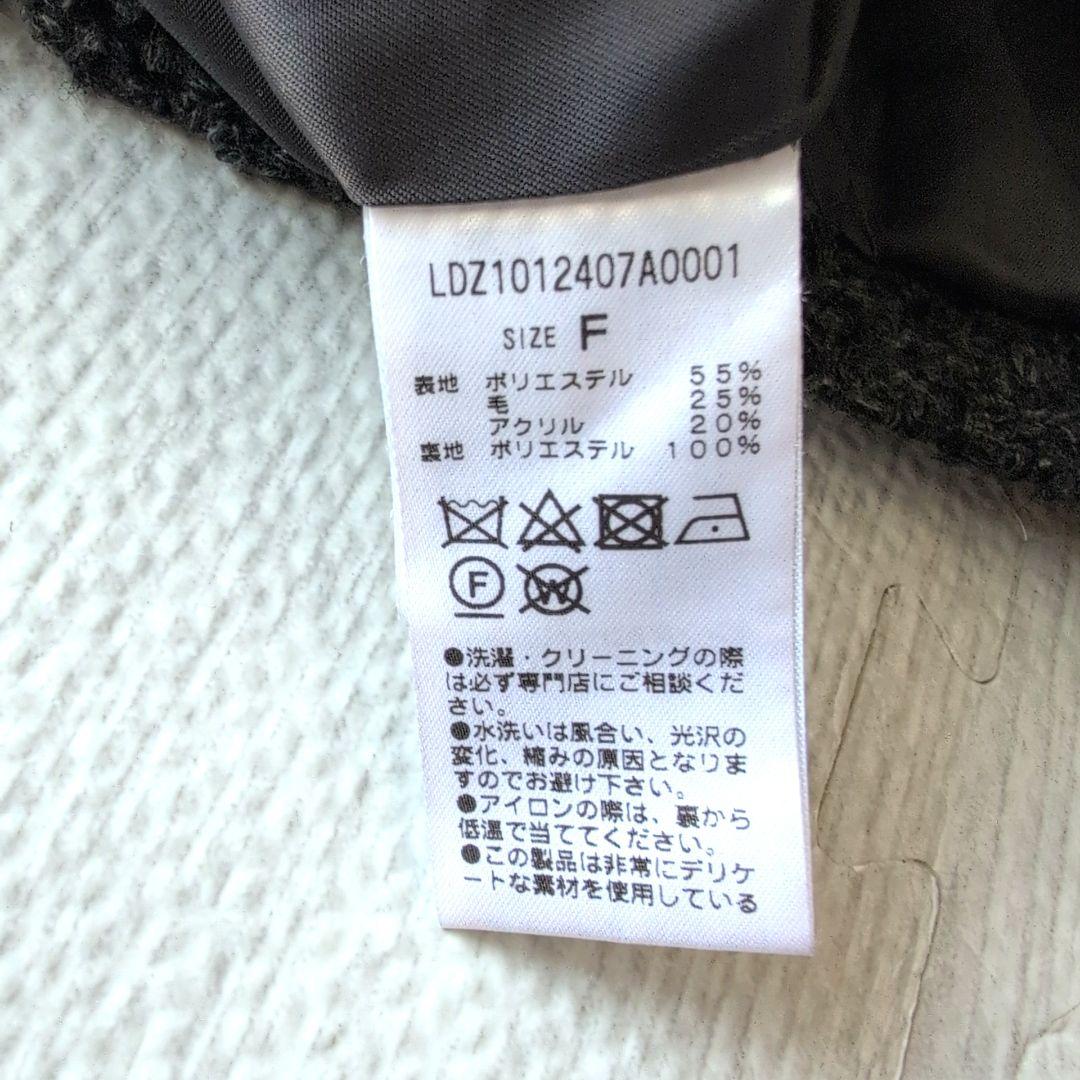 LDZ1012407A0001
SIZE F
表地 ポリエステル 55%
毛 25%
アクリル 20%
裏地 ポリエステル 100%
F W
●洗濯・クリーニングの際
は必ず専門店にご相談くだ
さい。
●水洗いは風合い、光沢の
変化、縮みの原因となりま
すのでお避け下さい。
●アイロンの際は、裏から
低温で当ててください。
●この製品は非常にデリケ
ートな素材を使用している